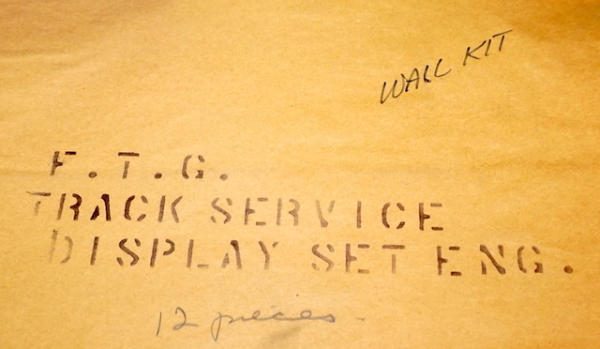 WALL KIT
F.T.G.
TRACK SERVICE
DISPLAY SET ENG.
12 pieces.